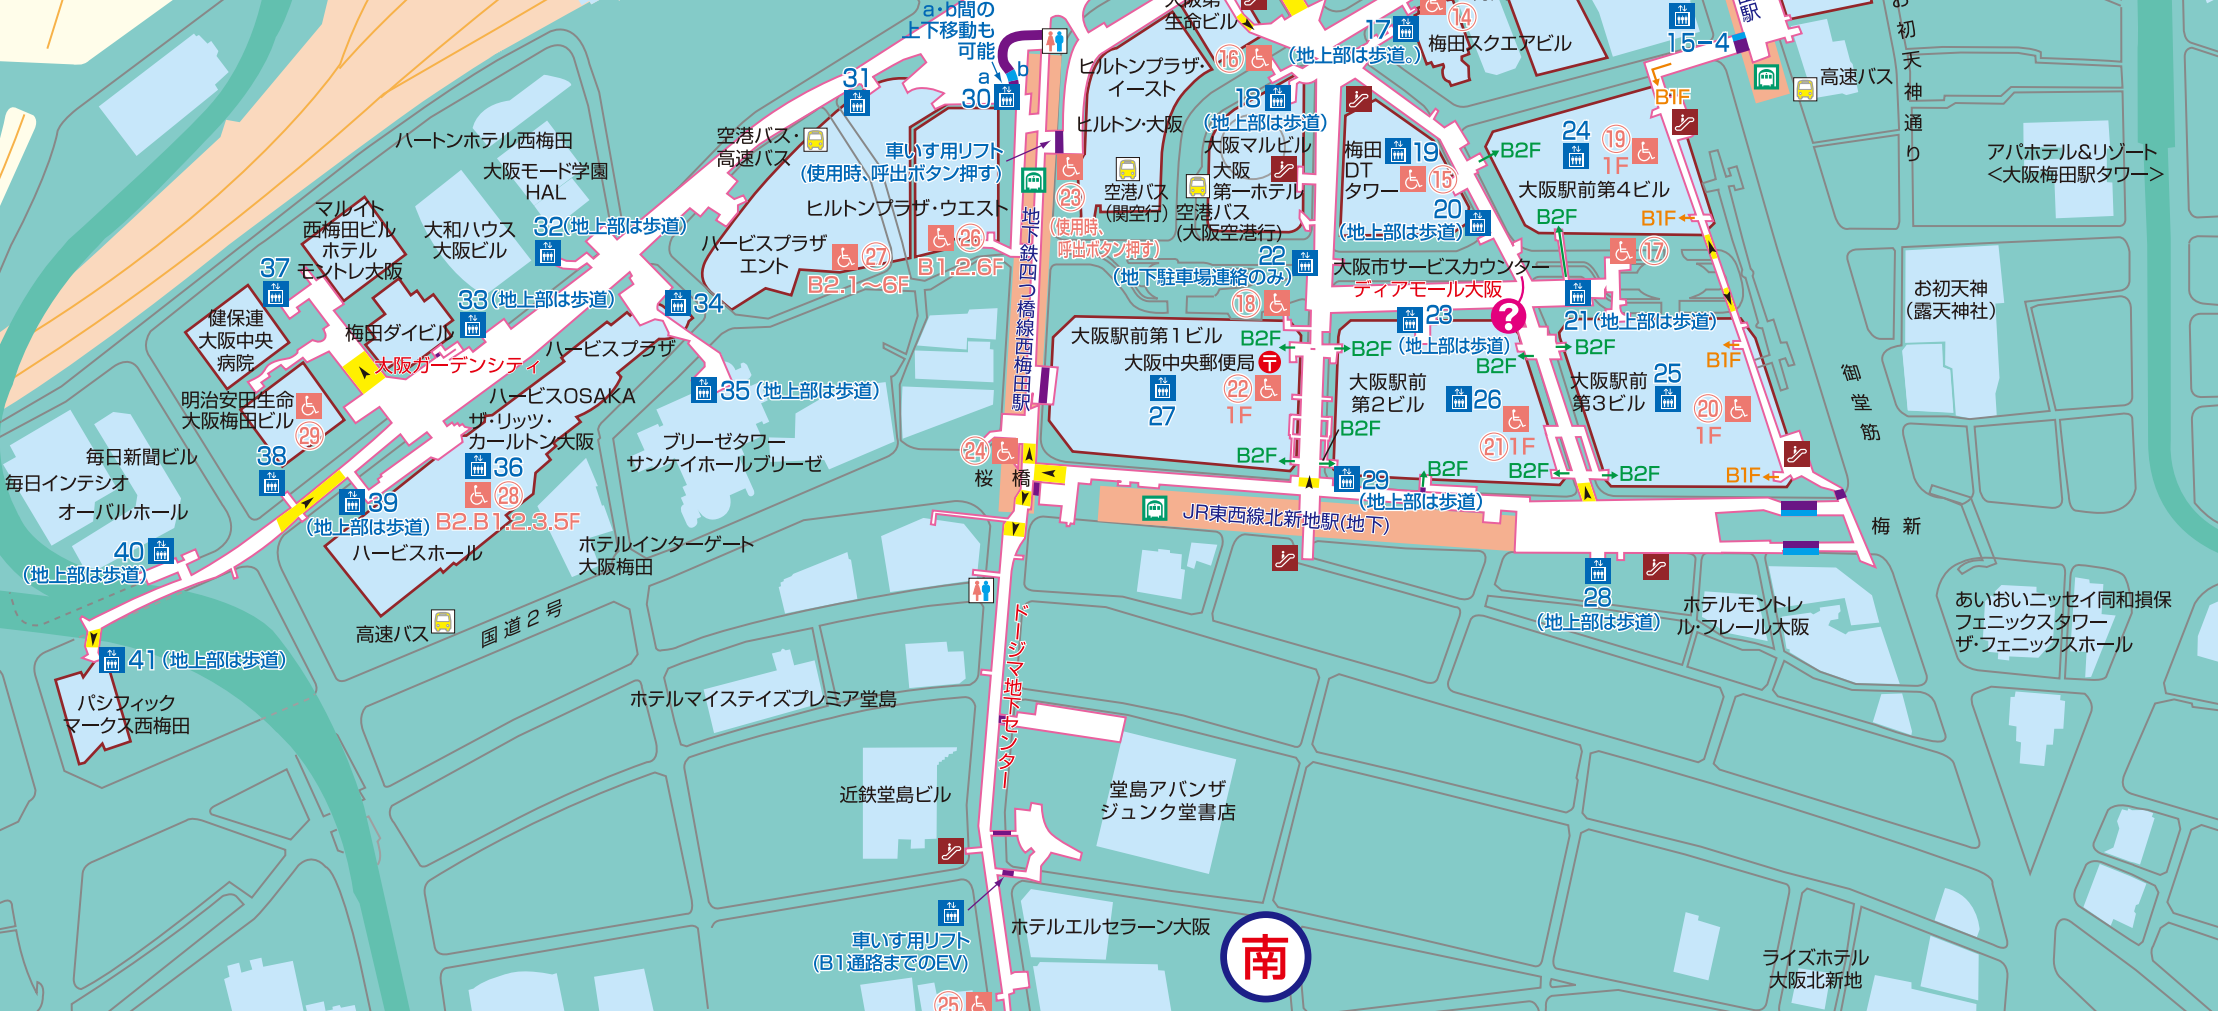 a・b間の
上下移動も
可能
a
b
30
31
生命ビル
16
17
(地上部は歩道。)
14
梅田スクエアビル
15-4
駅
高速バス
お初天神通り
アパホテル&リゾート
<大阪梅田駅タワー>
ヒルトンプラザ・
イースト
ヒルトン・大阪
18
(地上部は歩道)
大阪マルビル
大阪
第一ホテル
空港バス
(関空行)
空港バス
(大阪空港行)
梅田
DT
タワー
19
15
20
(地上部は歩道)
B2F
24
19
1F
大阪駅前第4ビル
B1F
B2F
B1F
17
ハートンホテル西梅田
大阪モード学園
HAL
空港バス・
高速バス
車いす用リフト
(使用時、呼出ボタン押す)
ヒルトンプラザ・ウエスト
23
(使用時、
呼出ボタン押す)
地下鉄四つ橋線西梅田駅
26
B1.2.6F
ハービスプラザ
エント
27
B2.1〜6F
マルイト
西梅田ビル
ホテル
モントレ大阪
大和ハウス
大阪ビル
32(地上部は歩道)
37
33(地上部は歩道)
34
健保連
大阪中央
病院
梅田ダイビル
大阪ガーデンシティ
ハービスプラザ
35(地上部は歩道)
22
(地下駐車場連絡のみ)
18
大阪市サービスカウンター
ディアモール大阪
23
(地上部は歩道)
?
21(地上部は歩道)
大阪駅前第1ビル
B2F
大阪中央郵便局
22
1F
27
B2F
B2F
B2F
B1F
大阪駅前
第2ビル
26
21
1F
大阪駅前
第3ビル
25
20
1F
お初天神
(露天神社)
御堂筋
明治安田生命
大阪梅田ビル
29
ハービスOSAKA
ザ・リッツ・
カールトン大阪
36
28
B2.B1.2.3.5F
ブリーゼタワー
サンケイホールブリーゼ
毎日新聞ビル
毎日インテシオ
オーバルホール
38
39
(地上部は歩道)
40
(地上部は歩道)
ハービスホール
24
桜橋
B2F
B2F
29
(地上部は歩道)
B2F
B2F
B2F
B1F
JR東西線北新地駅(地下)
梅新
28
(地上部は歩道)
ホテルモントレ
ル・フレール大阪
あいおいニッセイ同和損保
フェニックスタワー
ザ・フェニックスホール
ホテルインターゲート
大阪梅田
高速バス
国道2号
41(地上部は歩道)
パシフィック
マークス西梅田
ホテルマイステイズプレミア堂島
ドージマ地下センター
近鉄堂島ビル
堂島アバンザ
ジュンク堂書店
車いす用リフト
(B1通路までのEV)
ホテルエルセラーン大阪
25
南
ライズホテル
大阪北新地